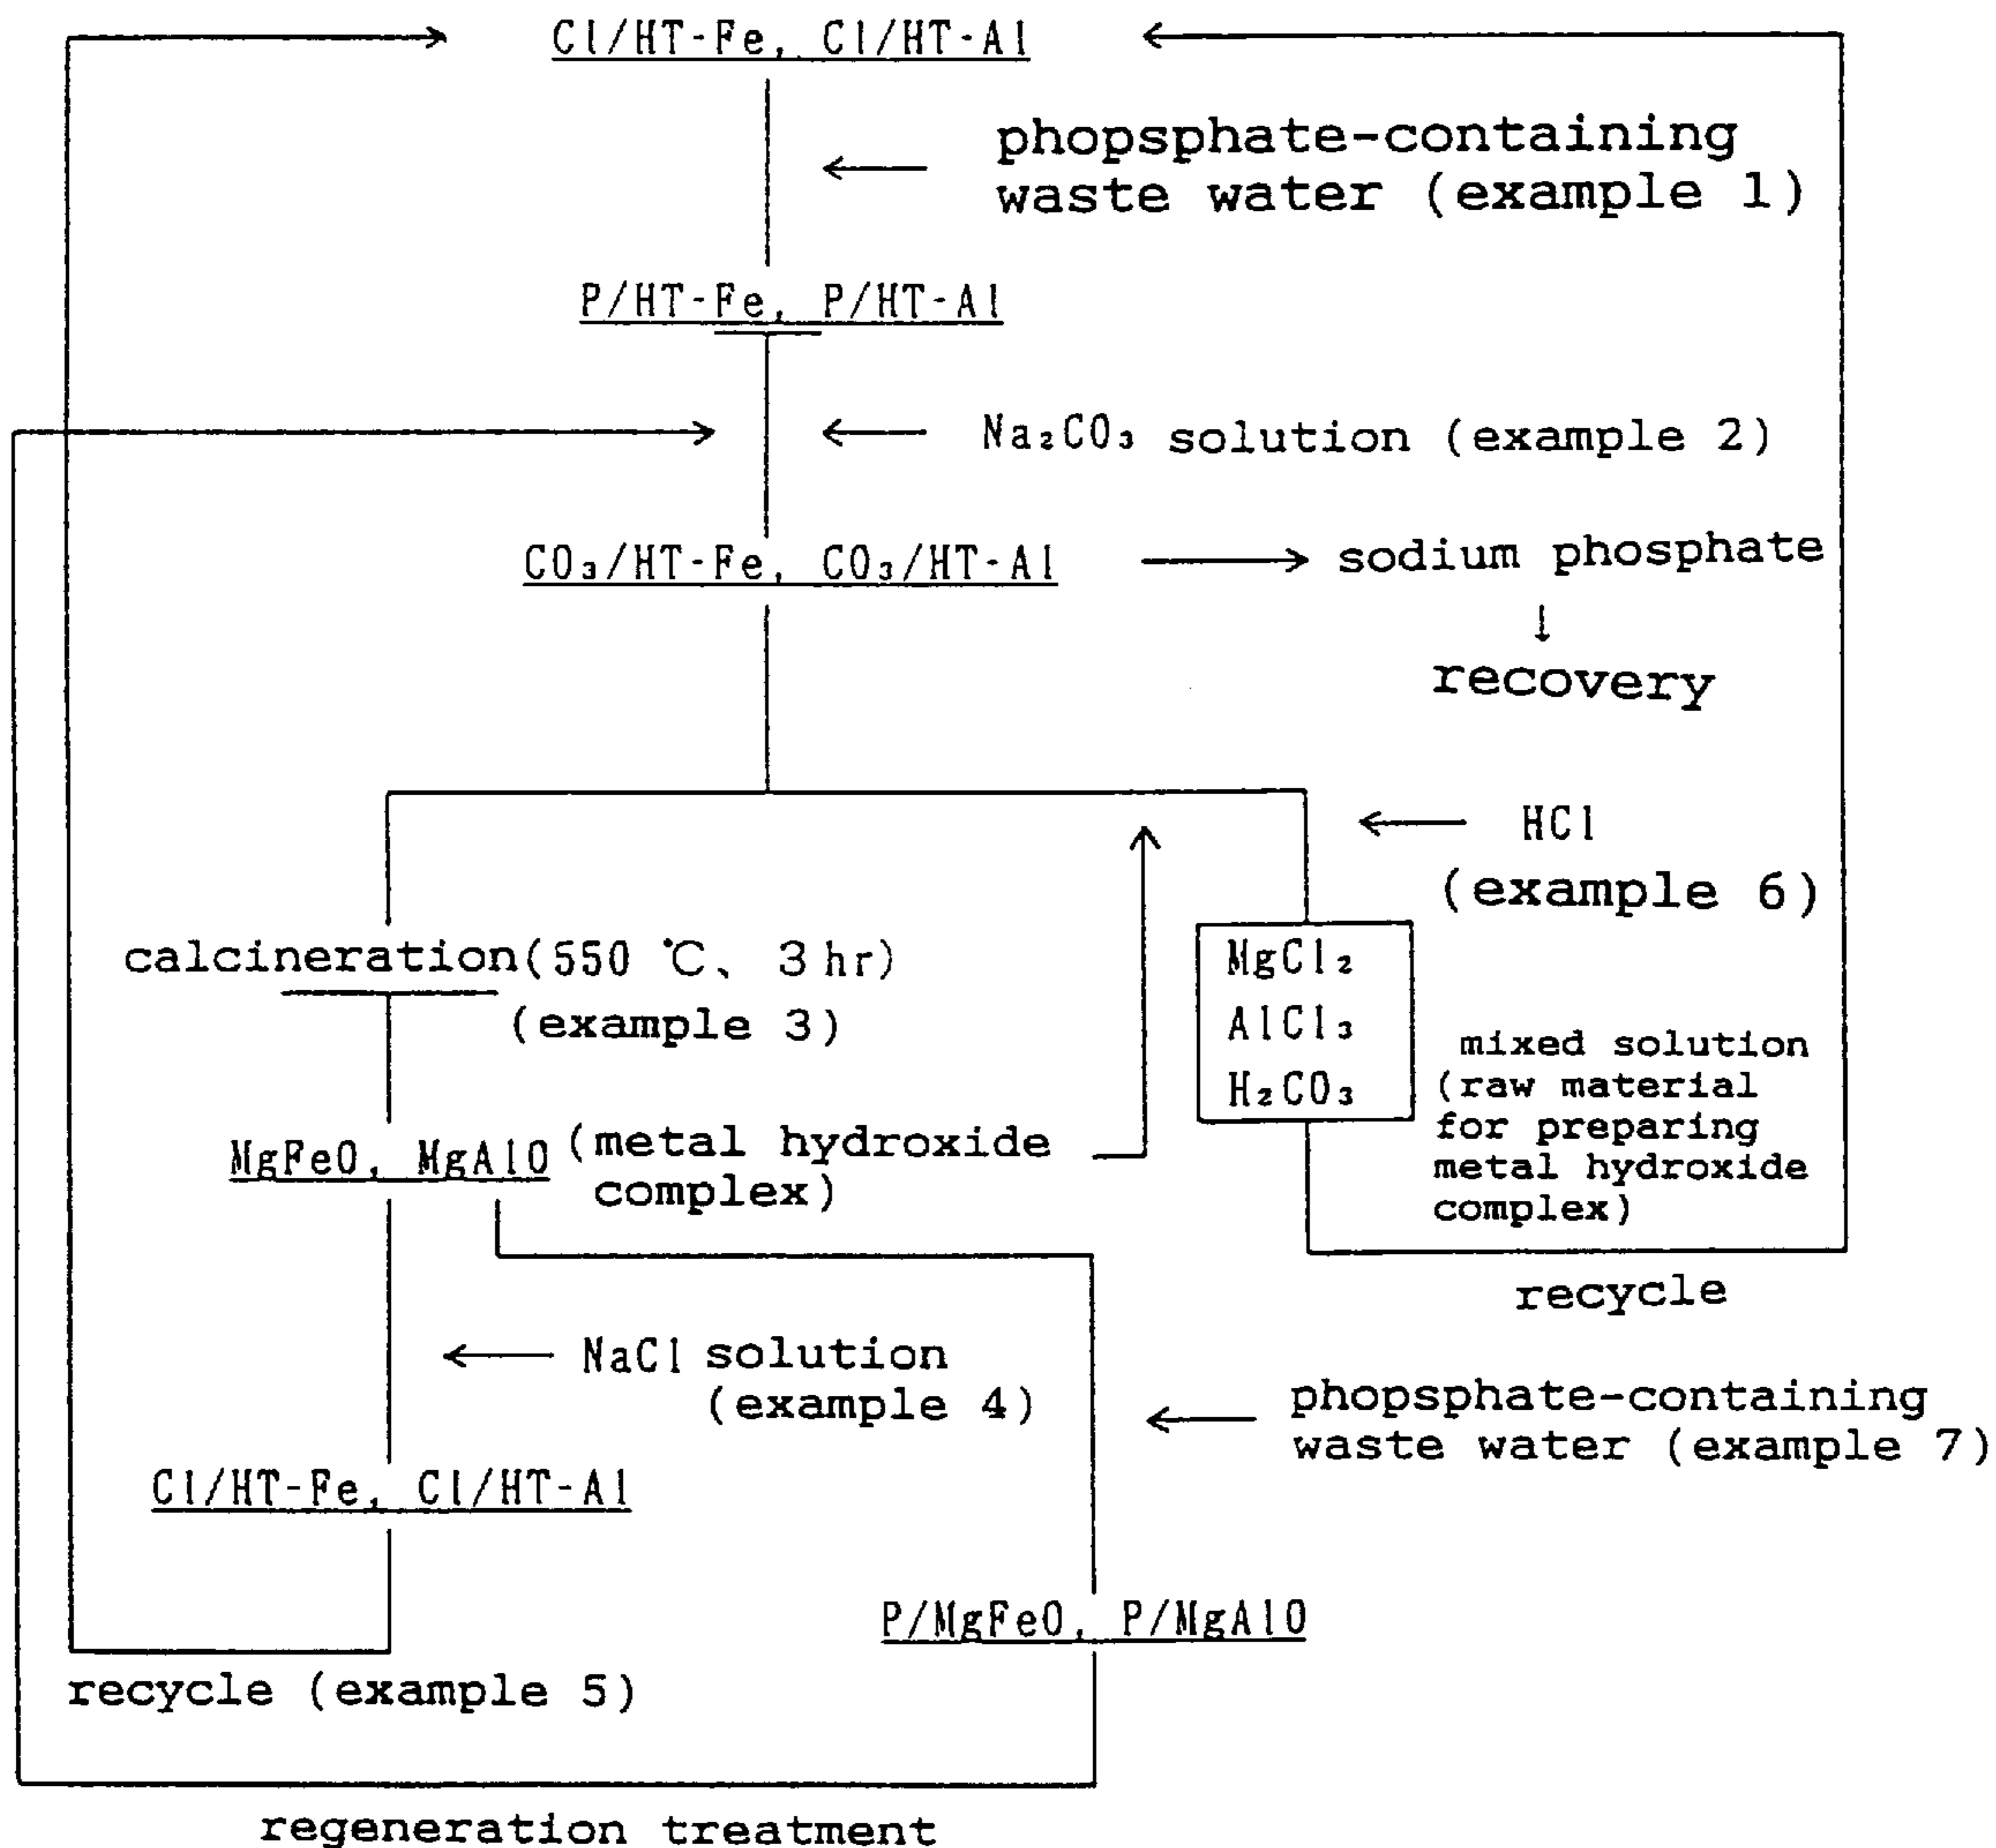 Cl/HT-Fe, Cl/HT-Al
phopsphate-containing
waste water (example 1)
P/HT-Fe, P/HT-Al
Na₂CO₃ solution (example 2)
CO₃/HT-Fe, CO₃/HT-Al
sodium phosphate
recovery
HCl
(example 6)
calcineration(550 ℃、3hr)
(example 3)
MgCl₂
AlCl₃
H₂CO₃
mixed solution
(raw material
for preparing
metal hydroxide
complex)
MgFeO, MgAlO (metal hydroxide
complex)
recycle
NaCl solution
(example 4)
phopsphate-containing
waste water (example 7)
Cl/HT-Fe, Cl/HT-Al
P/MgFeO, P/MgAlO
recycle (example 5)
regeneration treatment